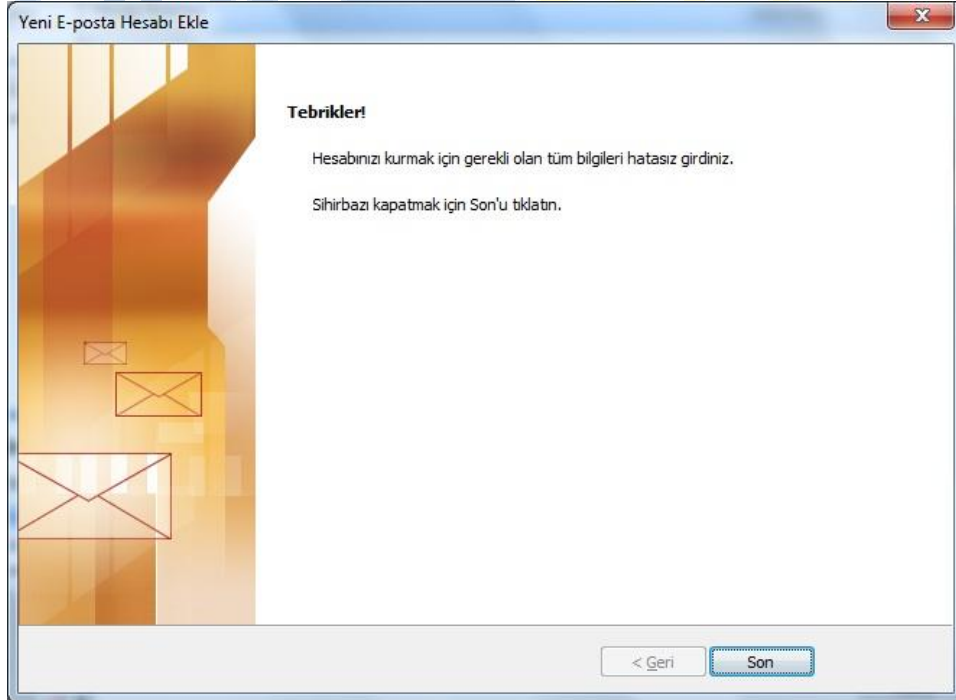 Yeni E-posta Hesabı Ekle
Tebrikler!
Hesabınızı kurmak için gerekli olan tüm bilgileri hatasız girdiniz.
Sihirbazı kapatmak için Son'u tıklatın.
< Geri
Son